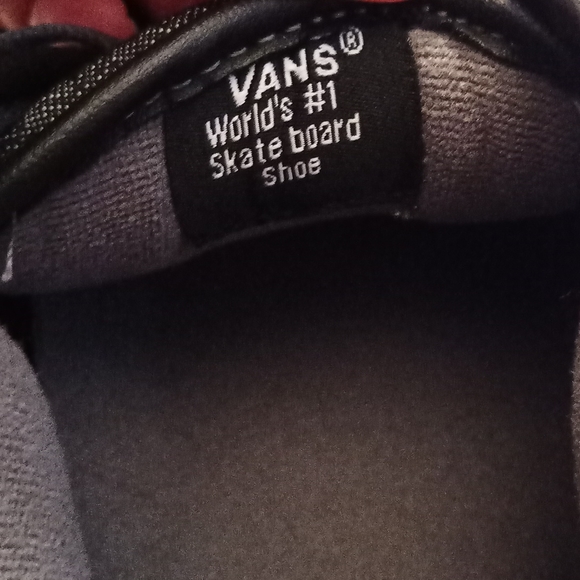 VANS®
World's #1
Skate board
Shoe